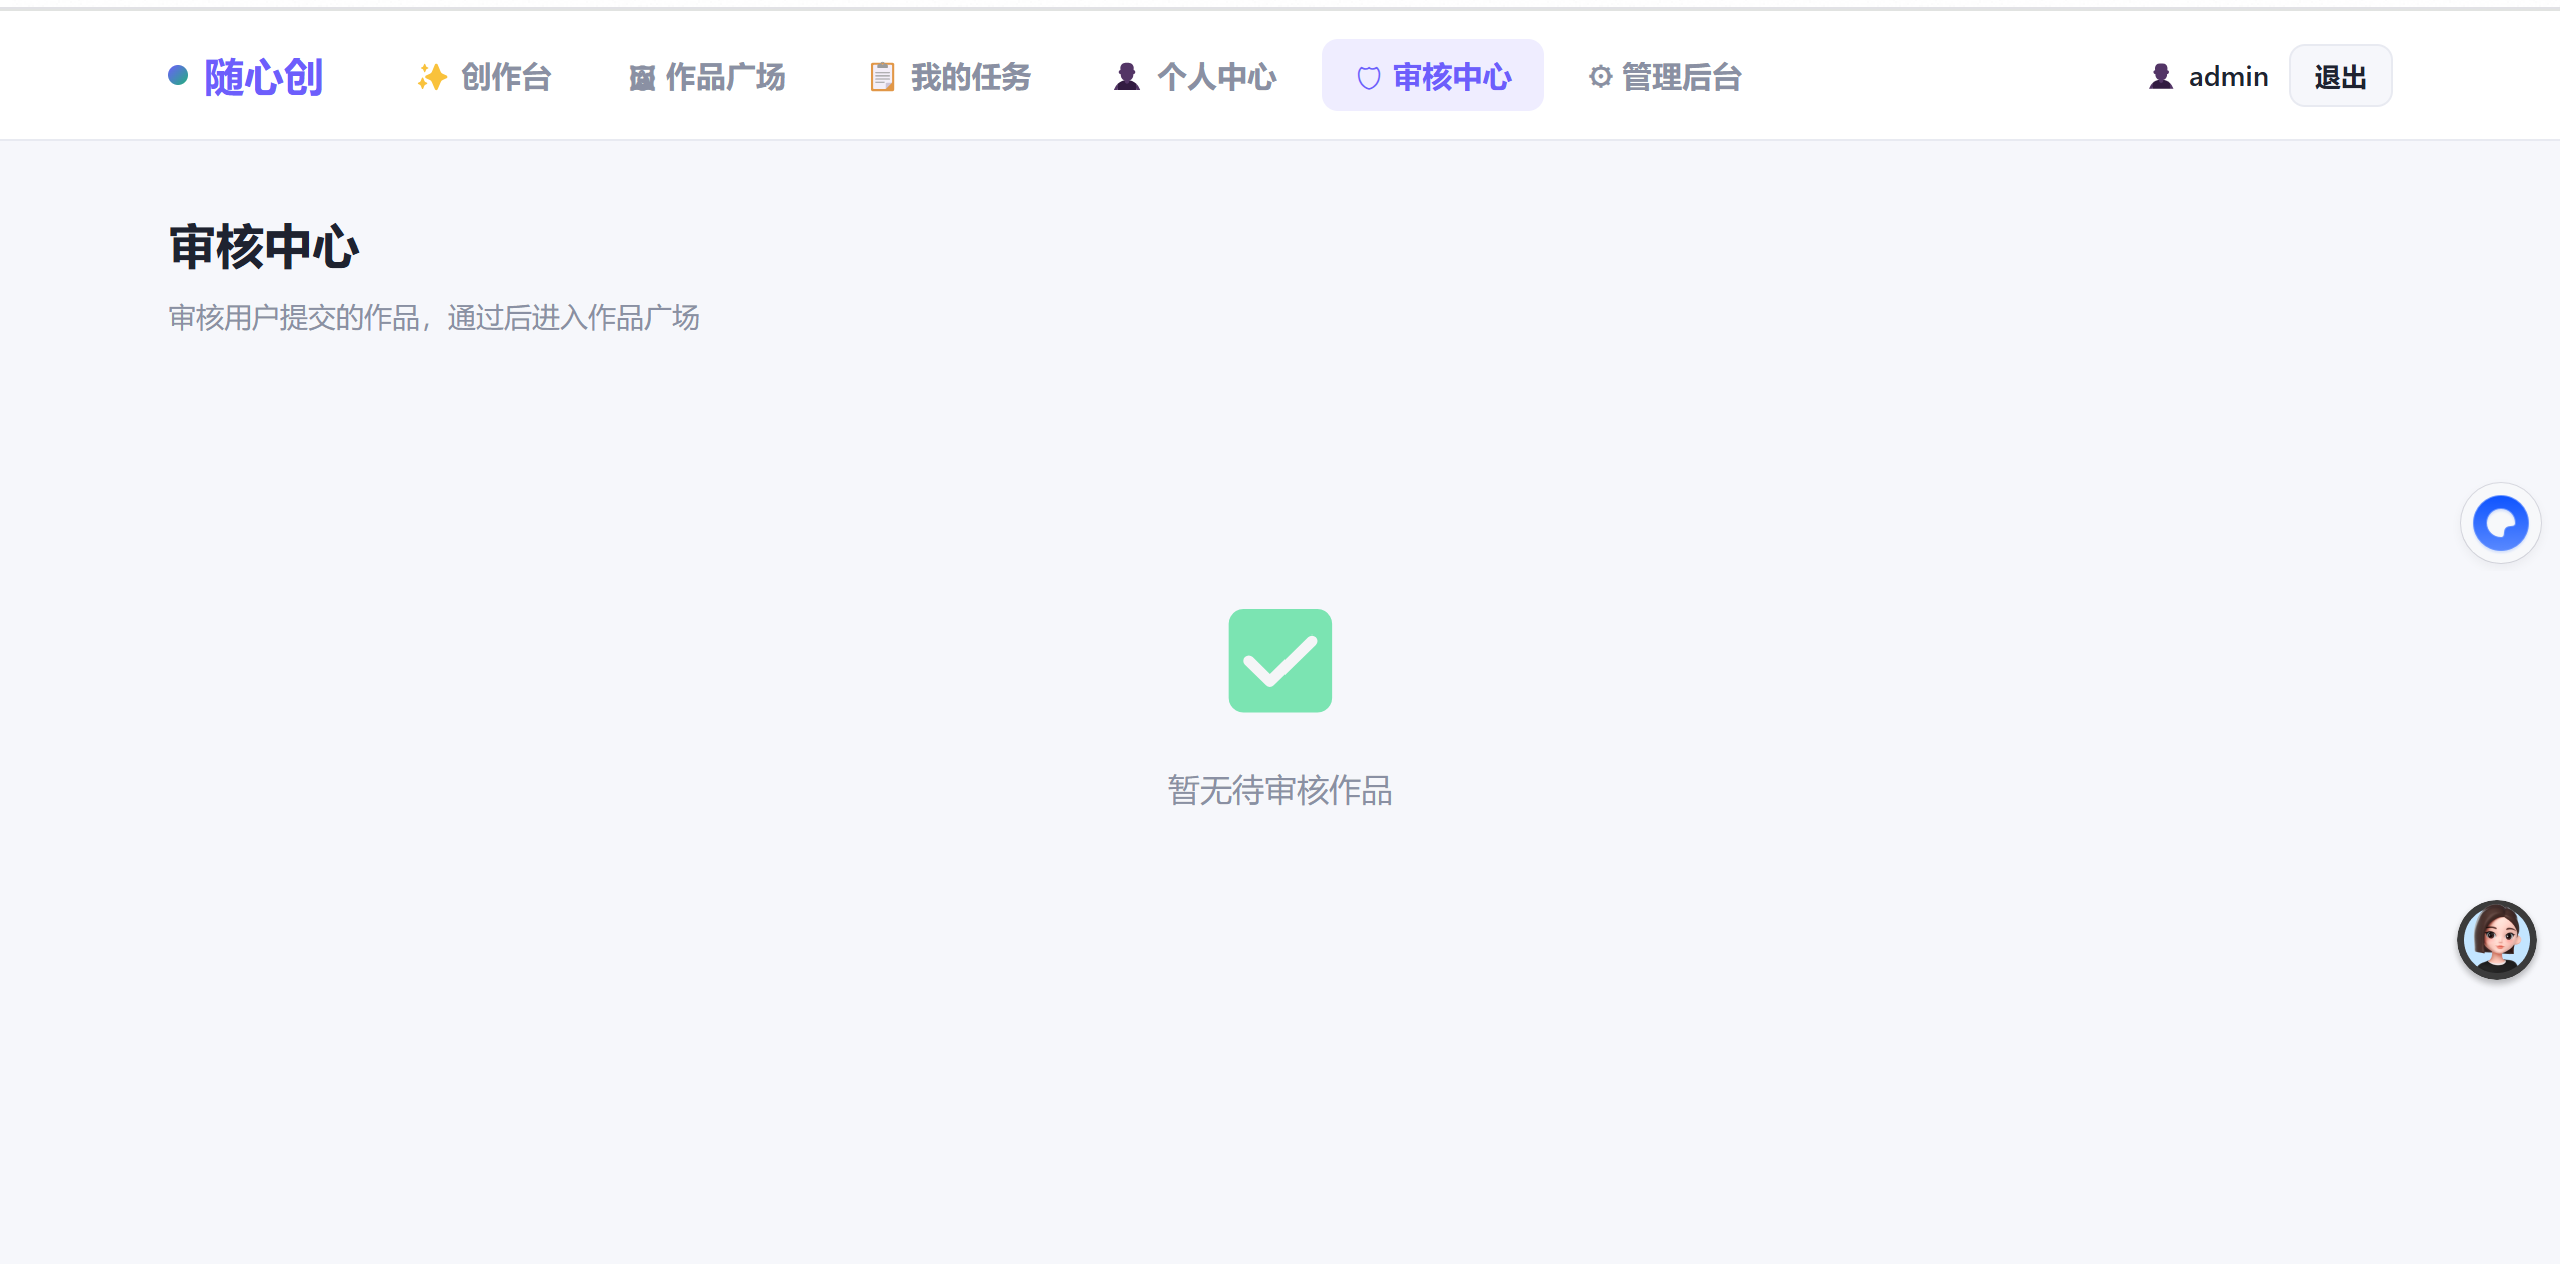 随心创 创作台 作品广场 我的任务 个人中心 审核中心 管理后台 admin 退出
审核中心
审核用户提交的作品，通过后进入作品广场
暂无待审核作品